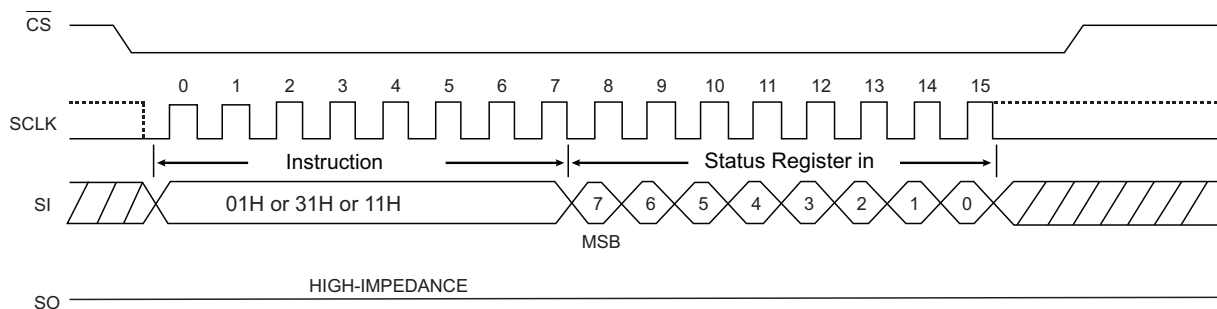 CS
0 1 2 3 4 5 6 7 8 9 10 11 12 13 14 15
SCLK
Instruction Status Register in
SI 01H or 31H or 11H 7 6 5 4 3 2 1 0
MSB
HIGH-IMPEDANCE
SO